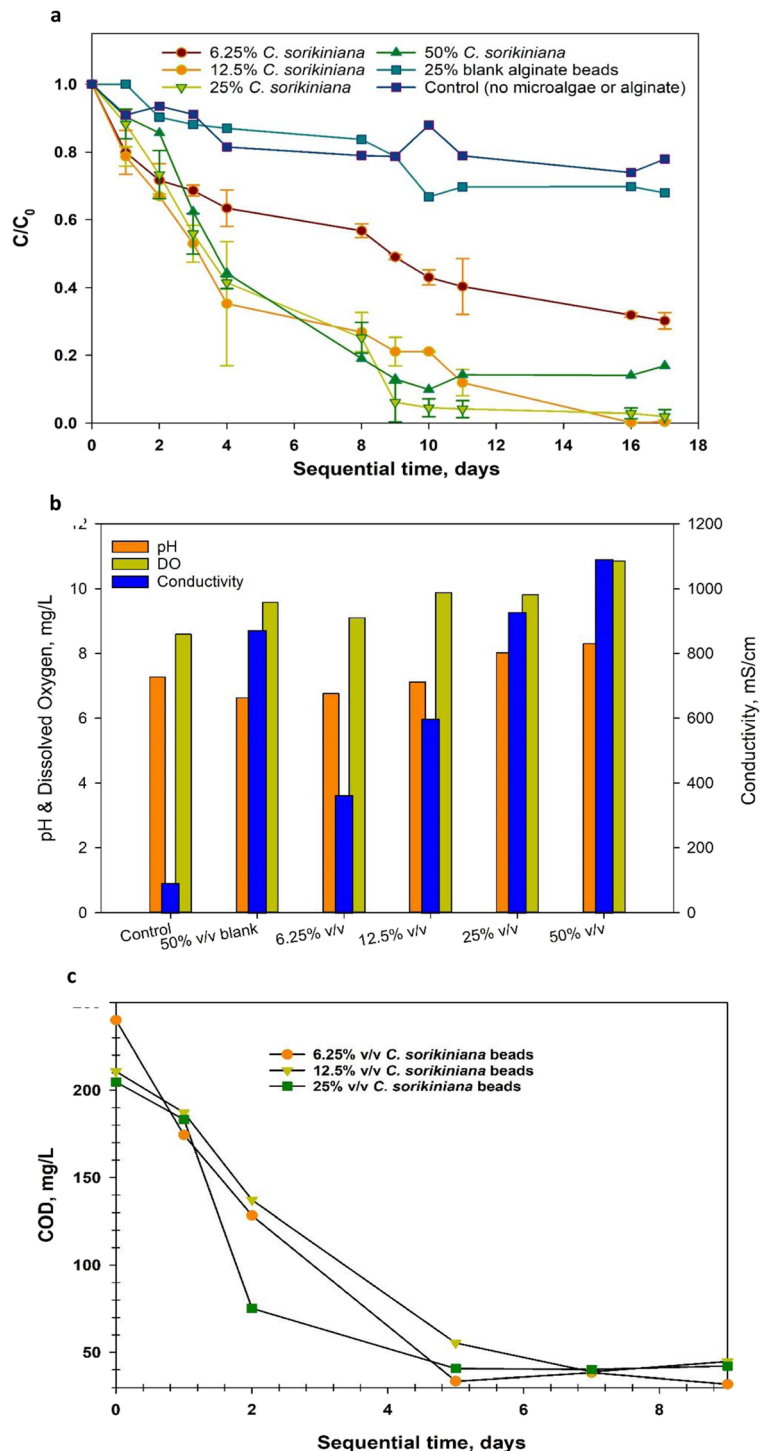 a
6.25% C. sorikiniana
50% C. sorikiniana
12.5% C. sorikiniana
25% blank alginate beads
25% C. sorikiniana
Control (no microalgae or alginate)
1.0
0.8
0.6
0.4
0.2
0.0
C/C₀
0 2 4 6 8 10 12 14 16 18
Sequential time, days
b
pH
DO
Conductivity
12
10
8
6
4
2
0
pH & Dissolved Oxygen, mg/L
1200
1000
800
600
400
200
0
Conductivity, mS/cm
Control 50% v/v blank 6.25% v/v 12.5% v/v 25% v/v 50% v/v
c
6.25% v/v C. sorikiniana beads
12.5% v/v C. sorikiniana beads
25% v/v C. sorikiniana beads
200
150
100
50
COD, mg/L
0 2 4 6 8
Sequential time, days